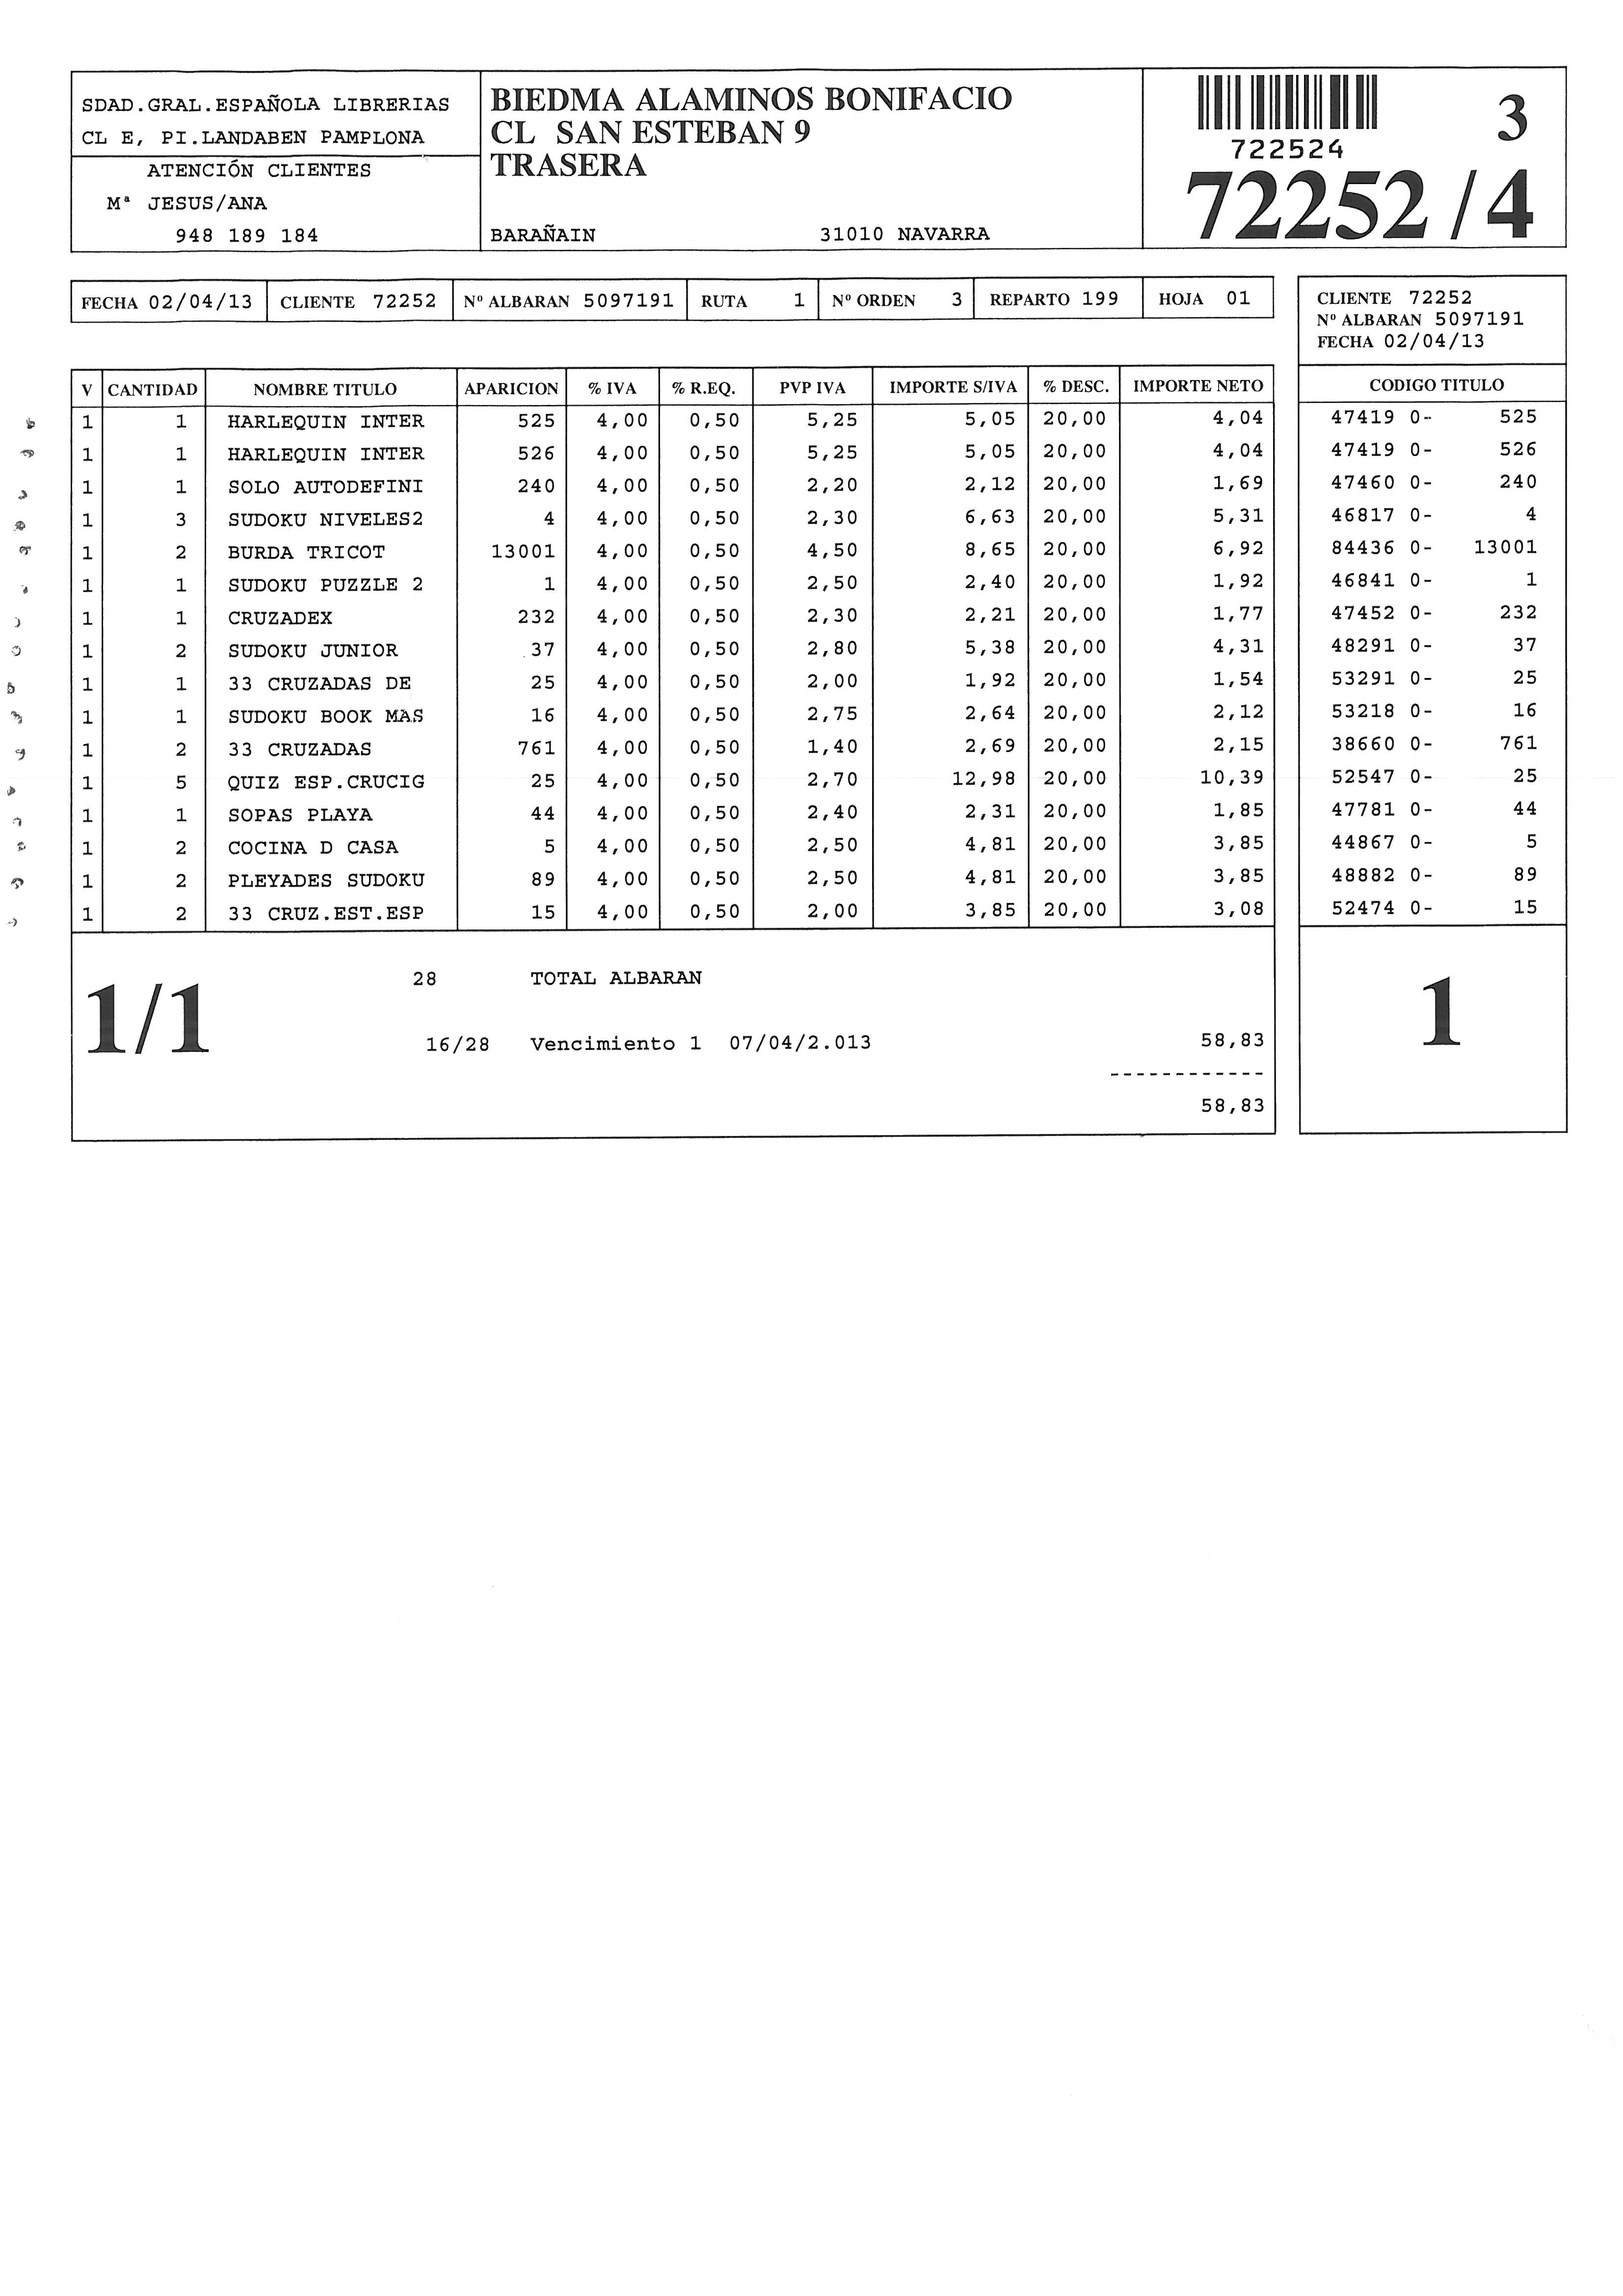 SDAD.GRAL.ESPAÑOLA LIBRERIAS
CL E, PI.LANDABEN PAMPLONA
ATENCIÓN CLIENTES
Mª JESUS/ANA
948 189 184
BIEDMA ALAMINOS BONIFACIO
CL SAN ESTEBAN 9
TRASERA
BARAÑAIN 31010 NAVARRA
3
722524
72252/4
FECHA 02/04/13 CLIENTE 72252 Nº ALBARAN 5097191 RUTA 1 Nº ORDEN 3 REPARTO 199 HOJA 01
CLIENTE 72252
Nº ALBARAN 5097191
FECHA 02/04/13
V CANTIDAD NOMBRE TITULO APARICION % IVA % R.EQ. PVP IVA IMPORTE S/IVA % DESC. IMPORTE NETO CODIGO TITULO
1 1 HARLEQUIN INTER 525 4,00 0,50 5,25 5,05 20,00 4,04 47419 0- 525
1 1 HARLEQUIN INTER 526 4,00 0,50 5,25 5,05 20,00 4,04 47419 0- 526
1 1 SOLO AUTODEFINI 240 4,00 0,50 2,20 2,12 20,00 1,69 47460 0- 240
1 3 SUDOKU NIVELES2 4 4,00 0,50 2,30 6,63 20,00 5,31 46817 0- 4
1 2 BURDA TRICOT 13001 4,00 0,50 4,50 8,65 20,00 6,92 84436 0- 13001
1 1 SUDOKU PUZZLE 2 1 4,00 0,50 2,50 2,40 20,00 1,92 46841 0- 1
1 1 CRUZADEX 232 4,00 0,50 2,30 2,21 20,00 1,77 47452 0- 232
1 2 SUDOKU JUNIOR 37 4,00 0,50 2,80 5,38 20,00 4,31 48291 0- 37
1 1 33 CRUZADAS DE 25 4,00 0,50 2,00 1,92 20,00 1,54 53291 0- 25
1 1 SUDOKU BOOK MAS 16 4,00 0,50 2,75 2,64 20,00 2,12 53218 0- 16
1 2 33 CRUZADAS 761 4,00 0,50 1,40 2,69 20,00 2,15 38660 0- 761
1 5 QUIZ ESP.CRUCIG 25 4,00 0,50 2,70 12,98 20,00 10,39 52547 0- 25
1 1 SOPAS PLAYA 44 4,00 0,50 2,40 2,31 20,00 1,85 47781 0- 44
1 2 COCINA D CASA 5 4,00 0,50 2,50 4,81 20,00 3,85 44867 0- 5
1 2 PLEYADES SUDOKU 89 4,00 0,50 2,50 4,81 20,00 3,85 48882 0- 89
1 2 33 CRUZ.EST.ESP 15 4,00 0,50 2,00 3,85 20,00 3,08 52474 0- 15
28 TOTAL ALBARAN
1/1
1
16/28 Vencimiento 1 07/04/2.013 58,83
------------
58,83